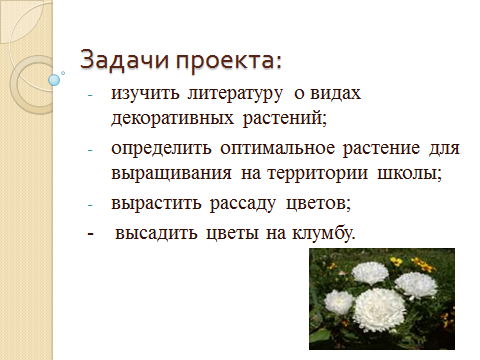 Задачи проекта:
- изучить литературу о видах
декоративных растений;
- определить оптимальное растение для
выращивания на территории школы;
- вырастить рассаду цветов;
- высадить цветы на клумбу.